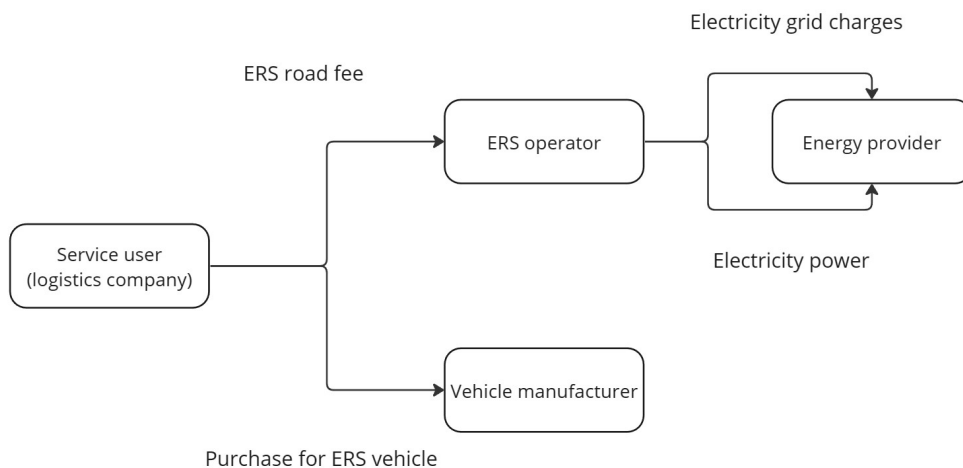 Electricity grid charges
ERS road fee
ERS operator
Energy provider
Service user
(logistics company)
Electricity power
Vehicle manufacturer
Purchase for ERS vehicle